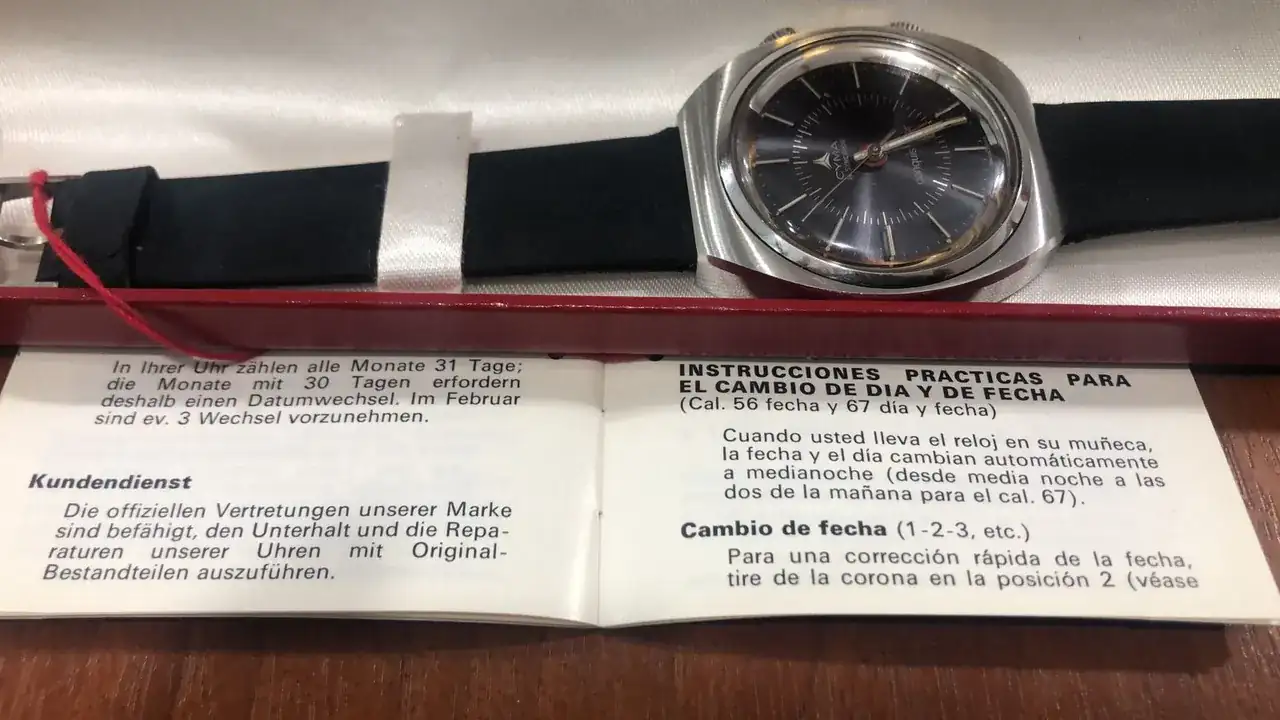 CYMA
In Ihrer Uhr zählen alle Monate 31 Tage;
die Monate mit 30 Tagen erfordern
deshalb einen Datumwechsel. Im Februar
sind ev. 3 Wechsel vorzunehmen.
Kundendienst
Die offiziellen Vertretungen unserer Marke
sind befähigt, den Unterhalt und die Repa-
raturen unserer Uhren mit Original-
Bestandteilen auszuführen.
INSTRUCCIONES PRACTICAS PARA
EL CAMBIO DE DIA Y DE FECHA
(Cal. 56 fecha y 67 día y fecha)
Cuando usted lleva el reloj en su muñeca,
la fecha y el día cambian automáticamente
a medianoche (desde media noche a las
dos de la mañana para el cal. 67).
Cambio de fecha (1-2-3, etc.)
Para una corrección rápida de la fecha,
tire de la corona en la posición 2 (véase